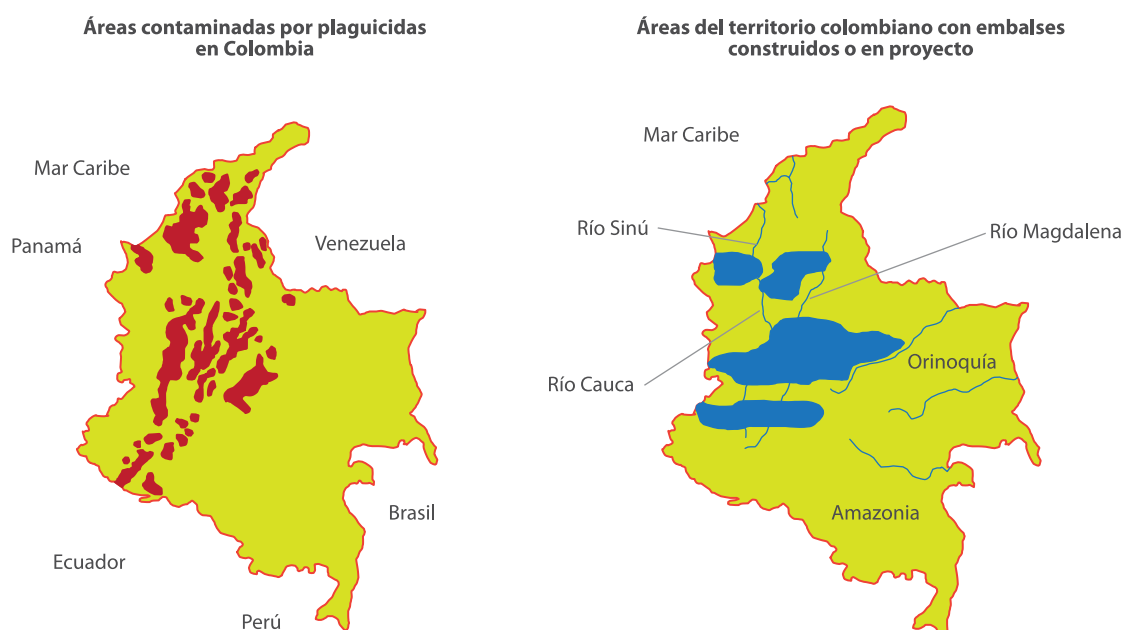 Áreas contaminadas por plaguicidas
en Colombia
Mar Caribe
Panamá
Venezuela
Brasil
Ecuador
Perú
Áreas del territorio colombiano con embalses
construidos o en proyecto
Mar Caribe
Río Sinú
Río Magdalena
Orinoquía
Río Cauca
Amazonia